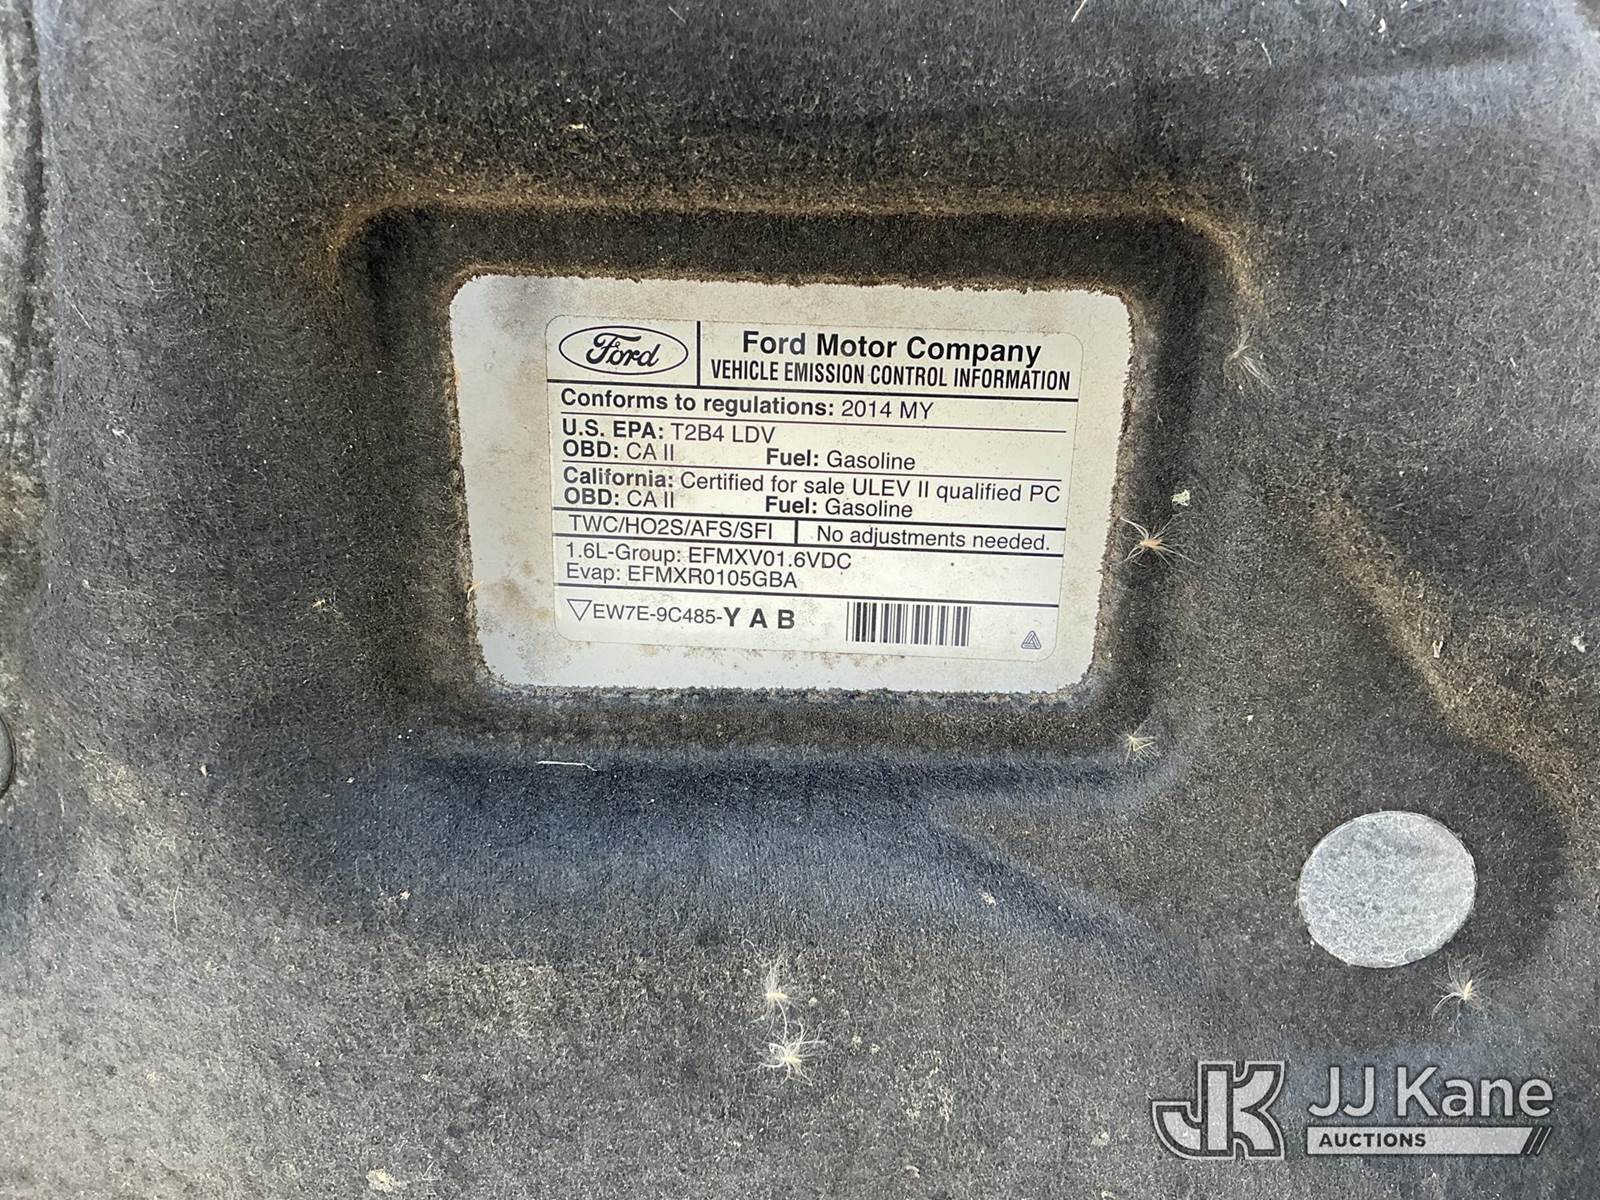 Ford
Ford Motor Company
VEHICLE EMISSION CONTROL INFORMATION
Conforms to regulations: 2014 MY
U.S. EPA: T2B4 LDV
OBD: CA II Fuel: Gasoline
California: Certified for sale ULEV II qualified PC
OBD: CA II Fuel: Gasoline
TWC/HO2S/AFS/SFI No adjustments needed.
1.6L-Group: EFMXV01.6VDC
Evap: EFMXR0105GBA
EW7E-9C485-Y A B
JK JJ Kane
AUCTIONS